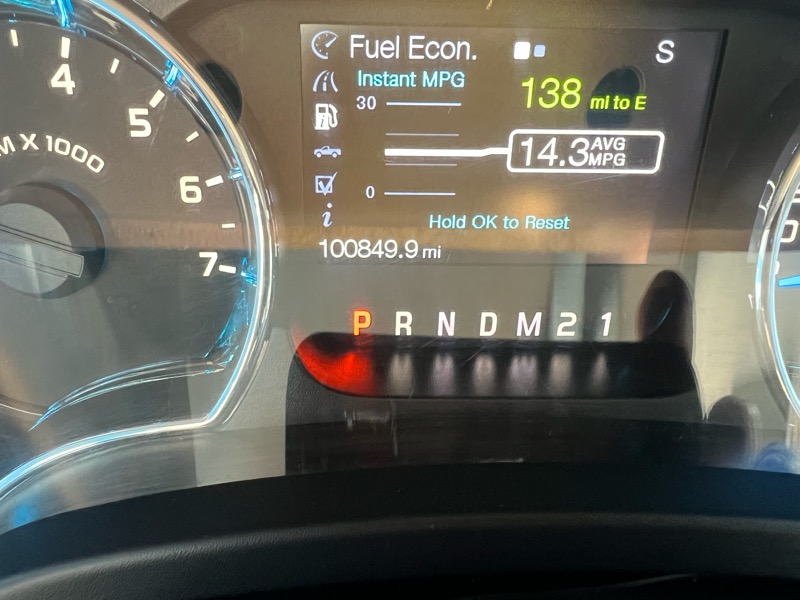 4
5
6
7
M X 1000
Fuel Econ.
S
Instant MPG
30
138 mi to E
14.3 AVG MPG
0
Hold OK to Reset
100849.9 mi
P R N D M 2 1